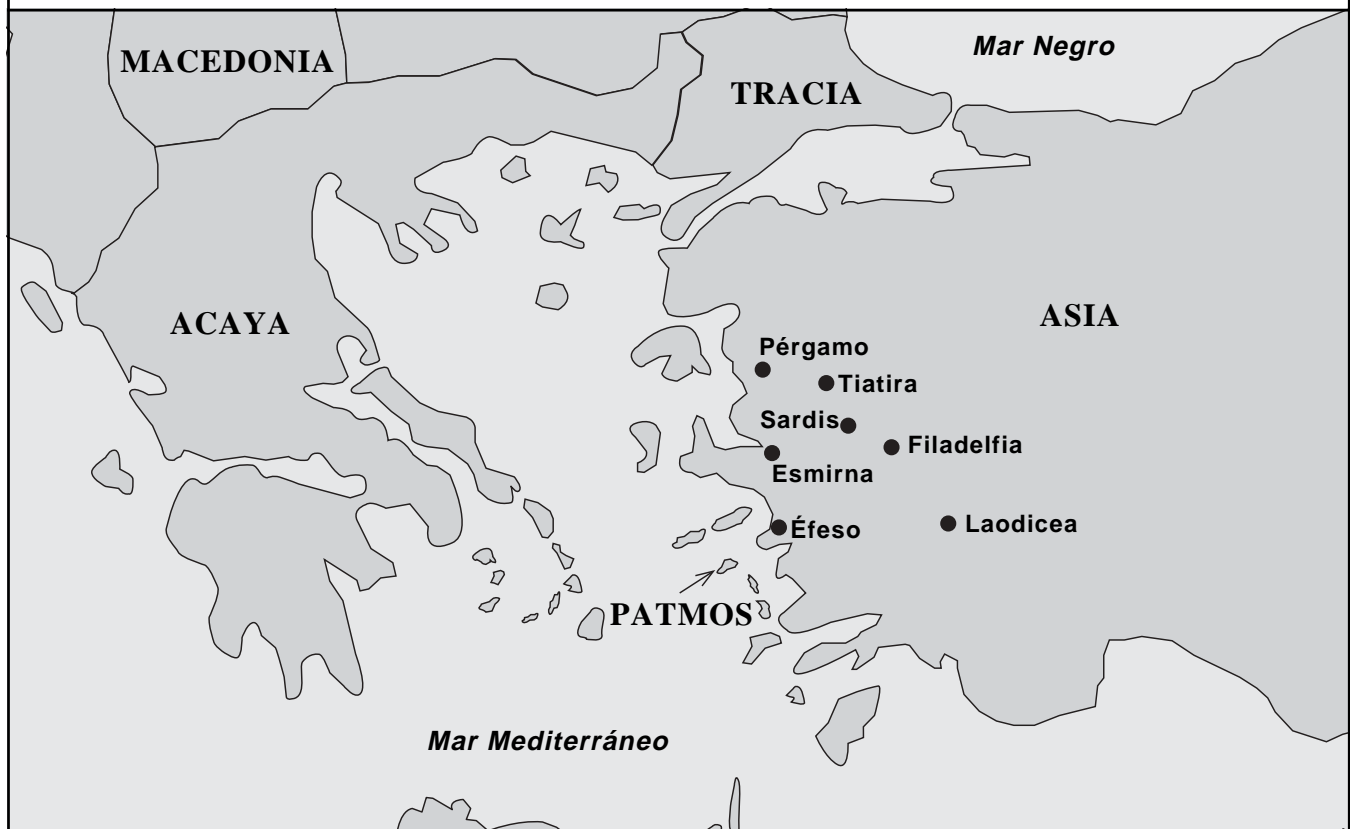 Mar Negro
MACEDONIA
TRACIA
ACAYA
ASIA
Pérgamo
Tiatira
Sardis
Filadelfia
Esmirna
Éfeso
Laodicea
PATMOS
Mar Mediterráneo